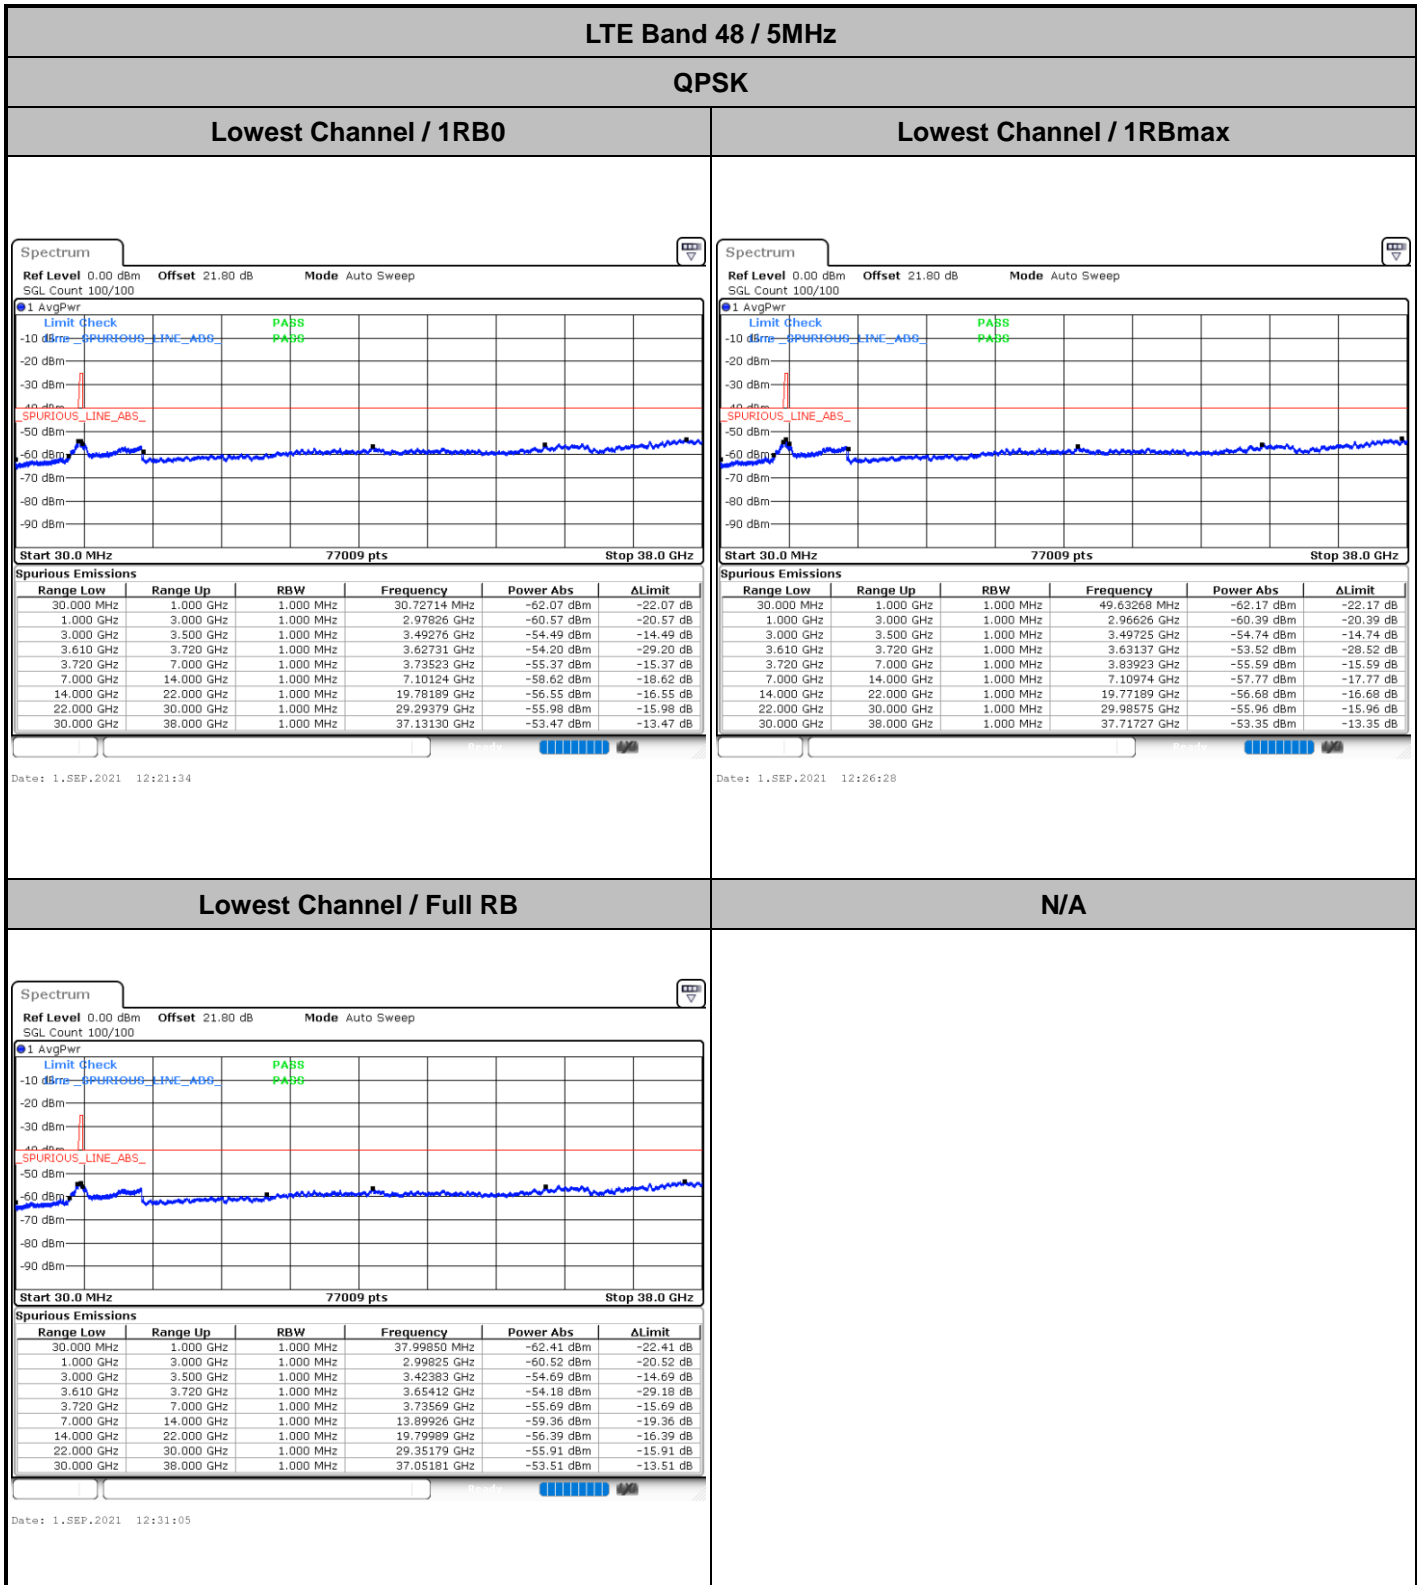 LTE Band 48 / 5MHz
QPSK
Lowest Channel / 1RB0
Lowest Channel / 1RBmax
Spectrum
Ref Level 0.00 dBm Offset 21.80 dB Mode Auto Sweep
SGL Count 100/100
1 AvgPwr
Limit Check PASS
Line _SPURIOUS_LINE_ABS_ PASS
-10 dBm
-20 dBm
-30 dBm
-40 dBm
_SPURIOUS_LINE_ABS_
-50 dBm
-60 dBm
-70 dBm
-80 dBm
-90 dBm
Start 30.0 MHz 77009 pts Stop 38.0 GHz
Spurious Emissions
Range Low Range Up RBW Frequency Power Abs ΔLimit
30.000 MHz 1.000 GHz 1.000 MHz 30.72714 MHz -62.07 dBm -22.07 dB
1.000 GHz 3.000 GHz 1.000 MHz 2.97826 GHz -60.57 dBm -20.57 dB
3.000 GHz 3.500 GHz 1.000 MHz 3.49276 GHz -54.49 dBm -14.49 dB
3.610 GHz 3.720 GHz 1.000 MHz 3.62731 GHz -54.20 dBm -29.20 dB
3.720 GHz 7.000 GHz 1.000 MHz 3.73523 GHz -55.37 dBm -15.37 dB
7.000 GHz 14.000 GHz 1.000 MHz 7.10124 GHz -58.62 dBm -18.62 dB
14.000 GHz 22.000 GHz 1.000 MHz 19.78189 GHz -56.55 dBm -16.55 dB
22.000 GHz 30.000 GHz 1.000 MHz 29.29379 GHz -55.98 dBm -15.98 dB
30.000 GHz 38.000 GHz 1.000 MHz 37.13130 GHz -53.47 dBm -13.47 dB
Ready
Date: 1.SEP.2021 12:21:34
Spectrum
Ref Level 0.00 dBm Offset 21.80 dB Mode Auto Sweep
SGL Count 100/100
1 AvgPwr
Limit Check PASS
Line _SPURIOUS_LINE_ABS_ PASS
-10 dBm
-20 dBm
-30 dBm
-40 dBm
_SPURIOUS_LINE_ABS_
-50 dBm
-60 dBm
-70 dBm
-80 dBm
-90 dBm
Start 30.0 MHz 77009 pts Stop 38.0 GHz
Spurious Emissions
Range Low Range Up RBW Frequency Power Abs ΔLimit
30.000 MHz 1.000 GHz 1.000 MHz 49.63268 MHz -62.17 dBm -22.17 dB
1.000 GHz 3.000 GHz 1.000 MHz 2.96626 GHz -60.39 dBm -20.39 dB
3.000 GHz 3.500 GHz 1.000 MHz 3.49725 GHz -54.74 dBm -14.74 dB
3.610 GHz 3.720 GHz 1.000 MHz 3.63137 GHz -53.52 dBm -28.52 dB
3.720 GHz 7.000 GHz 1.000 MHz 3.83923 GHz -55.59 dBm -15.59 dB
7.000 GHz 14.000 GHz 1.000 MHz 7.10974 GHz -57.77 dBm -17.77 dB
14.000 GHz 22.000 GHz 1.000 MHz 19.77189 GHz -56.68 dBm -16.68 dB
22.000 GHz 30.000 GHz 1.000 MHz 29.98575 GHz -55.96 dBm -15.96 dB
30.000 GHz 38.000 GHz 1.000 MHz 37.71727 GHz -53.35 dBm -13.35 dB
Ready
Date: 1.SEP.2021 12:26:28
Lowest Channel / Full RB
N/A
Spectrum
Ref Level 0.00 dBm Offset 21.80 dB Mode Auto Sweep
SGL Count 100/100
1 AvgPwr
Limit Check PASS
Line _SPURIOUS_LINE_ABS_ PASS
-10 dBm
-20 dBm
-30 dBm
-40 dBm
_SPURIOUS_LINE_ABS_
-50 dBm
-60 dBm
-70 dBm
-80 dBm
-90 dBm
Start 30.0 MHz 77009 pts Stop 38.0 GHz
Spurious Emissions
Range Low Range Up RBW Frequency Power Abs ΔLimit
30.000 MHz 1.000 GHz 1.000 MHz 37.99850 MHz -62.41 dBm -22.41 dB
1.000 GHz 3.000 GHz 1.000 MHz 2.99825 GHz -60.52 dBm -20.52 dB
3.000 GHz 3.500 GHz 1.000 MHz 3.42383 GHz -54.69 dBm -14.69 dB
3.610 GHz 3.720 GHz 1.000 MHz 3.65412 GHz -54.18 dBm -29.18 dB
3.720 GHz 7.000 GHz 1.000 MHz 3.73569 GHz -55.69 dBm -15.69 dB
7.000 GHz 14.000 GHz 1.000 MHz 13.89926 GHz -59.36 dBm -19.36 dB
14.000 GHz 22.000 GHz 1.000 MHz 19.79989 GHz -56.39 dBm -16.39 dB
22.000 GHz 30.000 GHz 1.000 MHz 29.35179 GHz -55.91 dBm -15.91 dB
30.000 GHz 38.000 GHz 1.000 MHz 37.05181 GHz -53.51 dBm -13.51 dB
Ready
Date: 1.SEP.2021 12:31:05